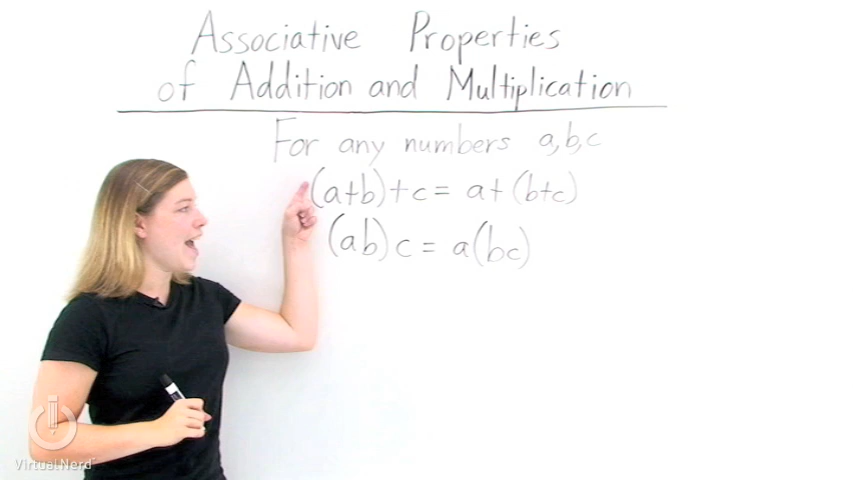 Associative Properties
of Addition and Multiplication
For any numbers a,b,c
(a+b)+c = a+(b+c)
(ab)c = a(bc)
VirtualNerd